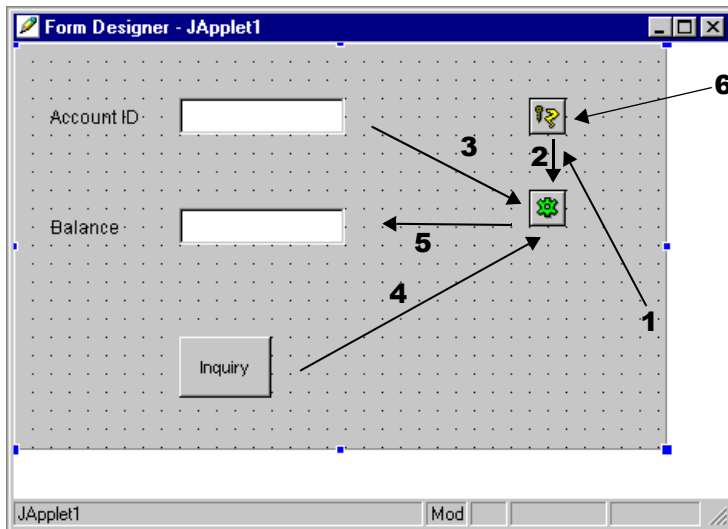 Form Designer - JApplet1
6
Account ID
3
2
Balance
5
4
1
Inquiry
JApplet1
Mod